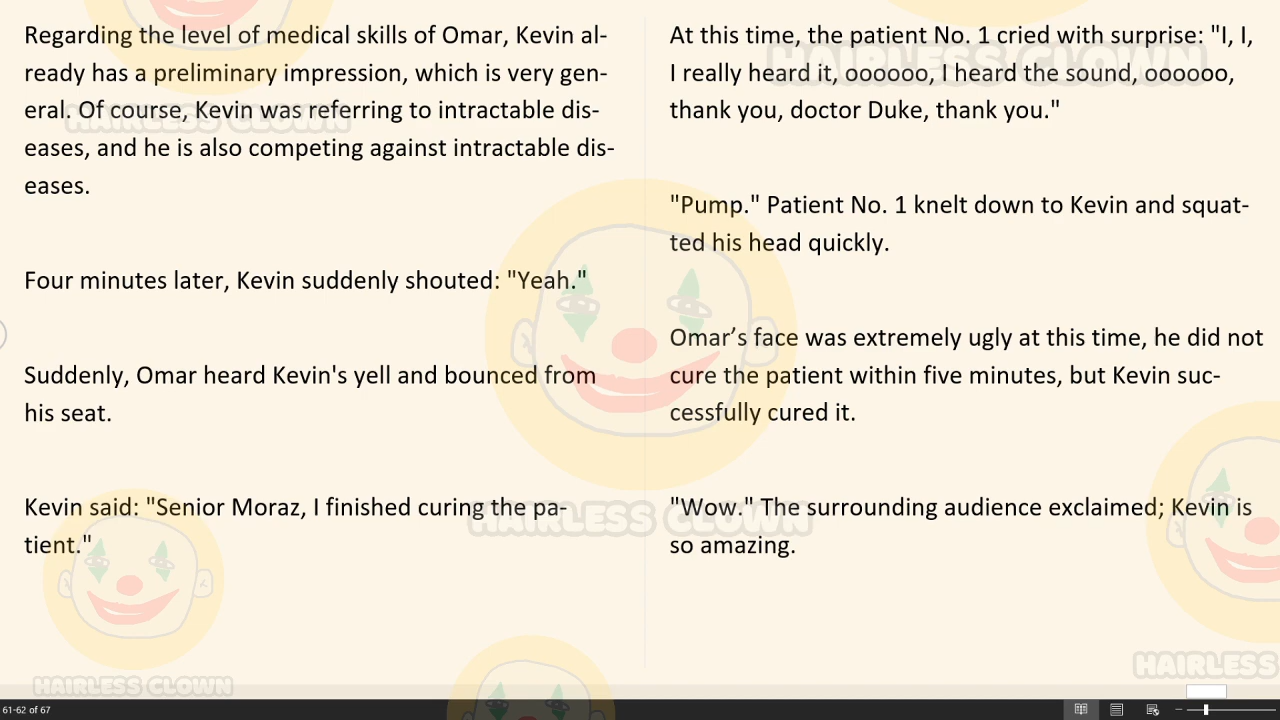 Regarding the level of medical skills of Omar, Kevin al-
ready has a preliminary impression, which is very gen-
eral. Of course, Kevin was referring to intractable dis-
eases, and he is also competing against intractable dis-
eases.
Four minutes later, Kevin suddenly shouted: "Yeah."
Suddenly, Omar heard Kevin's yell and bounced from
his seat.
Kevin said: "Senior Moraz, I finished curing the pa-
tient."
At this time, the patient No. 1 cried with surprise: "I, I,
I really heard it, oooooo, I heard the sound, oooooo,
thank you, doctor Duke, thank you."
"Pump." Patient No. 1 knelt down to Kevin and squat-
ted his head quickly.
Omar’s face was extremely ugly at this time, he did not
cure the patient within five minutes, but Kevin suc-
cessfully cured it.
"Wow." The surrounding audience exclaimed; Kevin is
so amazing.
HAIRLESS CLOWN
HAIRLESS CLOWN
HAIRLESS CLOWN
HAIRLESS CLOWN
HAIRLESS
61-62 of 67